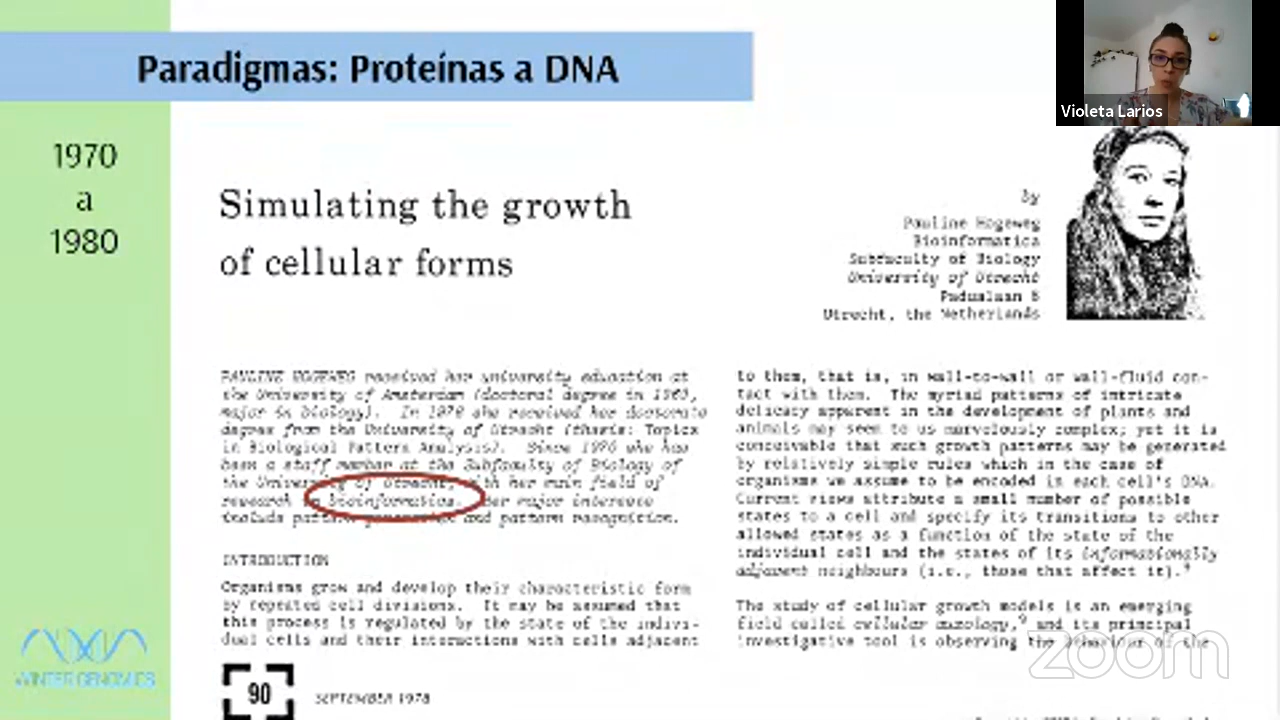 Paradigmas: Proteínas a DNA
Violeta Larios
1970
a
1980
Simulating the growth
of cellular forms
by
Pauline Hogeweg
Bioinformatica
Subfaculty of Biology
University of Utrecht
Padualaan 8
Utrecht, the Netherlands
PAULINE HOGEWEG received her university education at
the University of Amsterdam (doctoral degree in
major in biology). In she received her doctorate
degree from the University of Utrecht (thesis: Topics
in Biological Pattern Analysis). Since she has
been a staff member at the Subfaculty of Biology of
the University of Utrecht, with her main field of
research in bioinformatics. Her major interests
include pattern and pattern recognition.
INTRODUCTION
Organisms grow and develop their characteristic form
by repeated cell divisions. It may be assumed that
this process is regulated by the state of the indivi-
dual cells and their interactions with cells adjacent
to them, that is, in wall-to-wall or wall-fluid con-
tact with them. The myriad patterns of intricate
delicacy apparent in the development of plants and
animals may seem to us marvelously complex; yet it is
conceivable that such growth patterns may be generated
by relatively simple rules which in the case of
organisms we assume to be encoded in each cell's DNA.
Current views attribute a small number of possible
states to a cell and specify its transitions to other
allowed states as a function of the state of the
individual cell and the states of its informationally
adjacent neighbours (i.e., those that affect it).
The study of cellular growth models is an emerging
field called cellular auxology, and its principal
investigative tool is observing the behaviour of the
90
SEPTEMBER 1978
WINTER GENOMICS
zoom